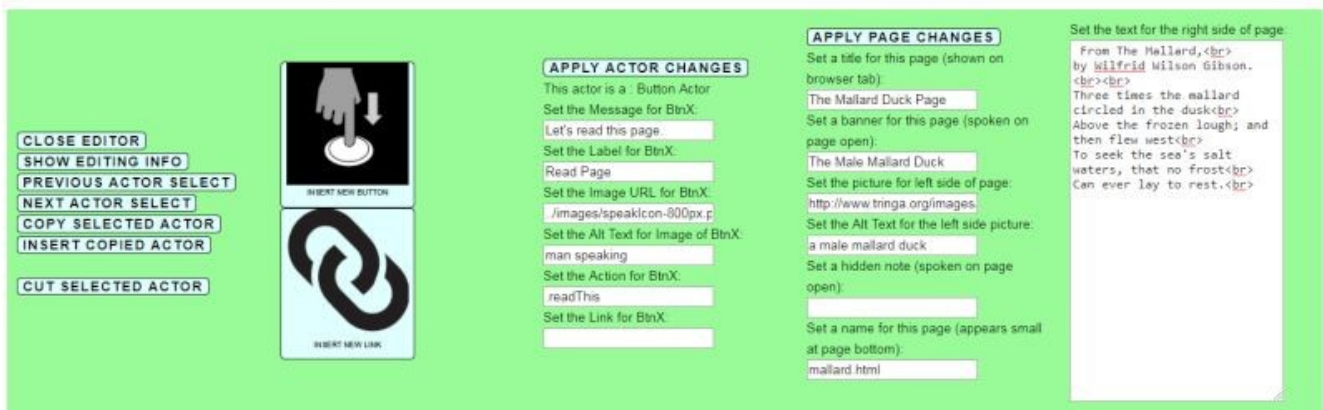 CLOSE EDITOR
SHOW EDITING INFO
PREVIOUS ACTOR SELECT
NEXT ACTOR SELECT
COPY SELECTED ACTOR
INSERT COPIED ACTOR
CUT SELECTED ACTOR
INSERT NEW BUTTON
INSERT NEW LINK
APPLY ACTOR CHANGES
This actor is a : Button Actor
Set the Message for BtnX:
Let's read this page.
Set the Label for BtnX:
Read Page
Set the Image URL for BtnX:
./images/speakIcon-800px.p
Set the Alt Text for Image of BtnX:
man speaking
Set the Action for BtnX:
.readThis
Set the Link for BtnX:
APPLY PAGE CHANGES
Set a title for this page (shown on
browser tab):
The Mallard Duck Page
Set a banner for this page (spoken on
page open):
The Male Mallard Duck
Set the picture for left side of page:
http://www.tringa.org/images.
Set the Alt Text for the left side picture:
a male mallard duck
Set a hidden note (spoken on page
open):
Set a name for this page (appears small
at page bottom):
mallard.html
Set the text for the right side of page:
From The Mallard,<br>
by Wilfrid Wilson Gibson.
<br><br>
Three times the mallard
circled in the dusk<br>
Above the frozen lough; and
then flew west<br>
To seek the sea's salt
waters, that no frost<br>
Can ever lay to rest.<br>